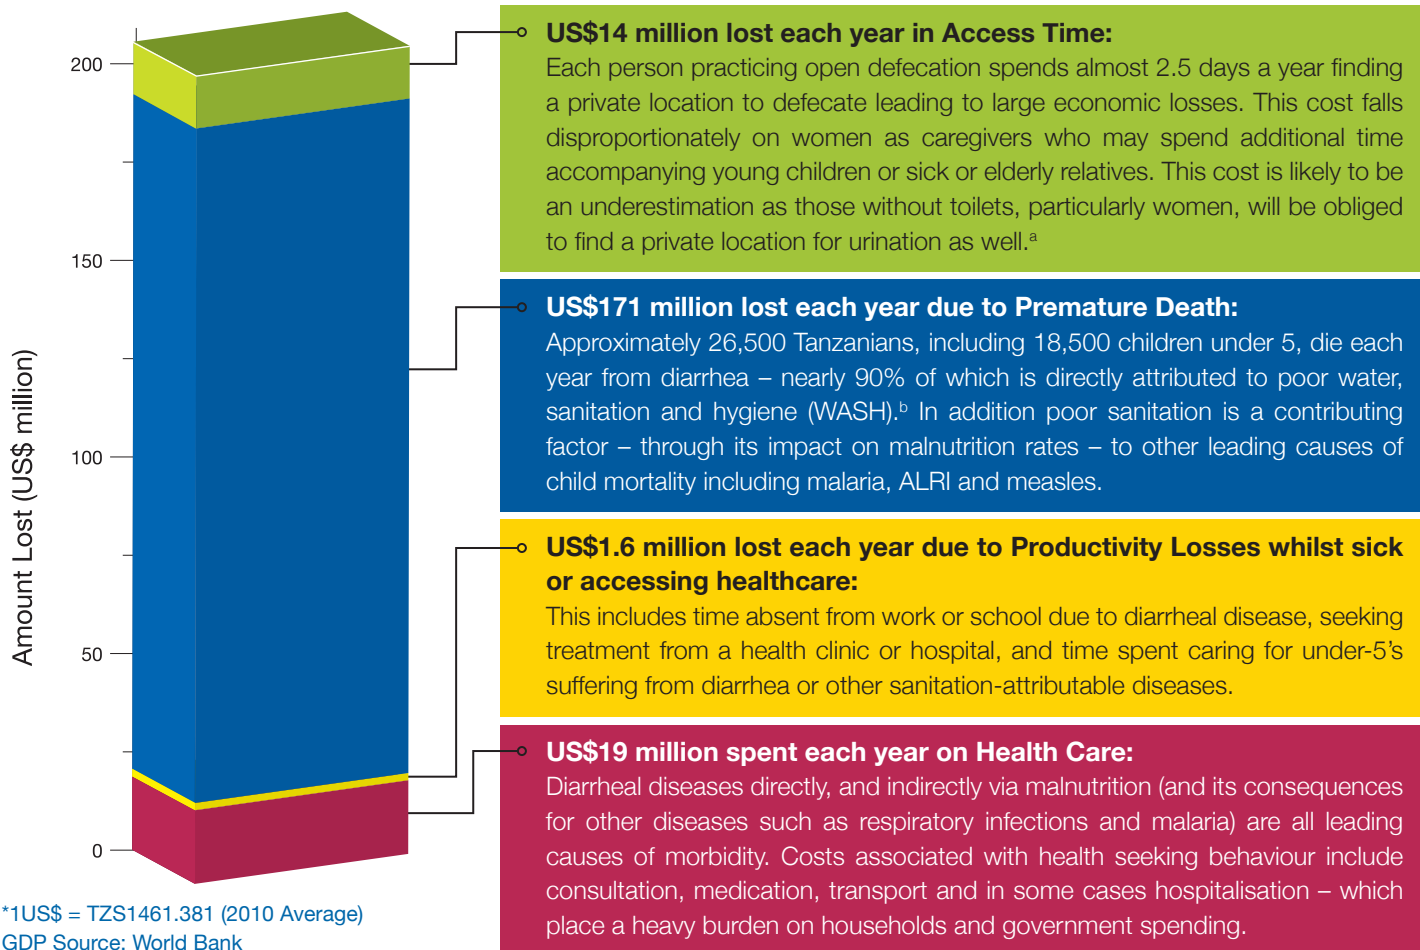 200
150
100
50
0
Amount Lost (US$ million)
*1US$ = TZS1461.381 (2010 Average)
GDP Source: World Bank
US$14 million lost each year in Access Time:
Each person practicing open defecation spends almost 2.5 days a year finding
a private location to defecate leading to large economic losses. This cost falls
disproportionately on women as caregivers who may spend additional time
accompanying young children or sick or elderly relatives. This cost is likely to be
an underestimation as those without toilets, particularly women, will be obliged
to find a private location for urination as well.a
US$171 million lost each year due to Premature Death:
Approximately 26,500 Tanzanians, including 18,500 children under 5, die each
year from diarrhea – nearly 90% of which is directly attributed to poor water,
sanitation and hygiene (WASH).b In addition poor sanitation is a contributing
factor – through its impact on malnutrition rates – to other leading causes of
child mortality including malaria, ALRI and measles.
US$1.6 million lost each year due to Productivity Losses whilst sick
or accessing healthcare:
This includes time absent from work or school due to diarrheal disease, seeking
treatment from a health clinic or hospital, and time spent caring for under-5’s
suffering from diarrhea or other sanitation-attributable diseases.
US$19 million spent each year on Health Care:
Diarrheal diseases directly, and indirectly via malnutrition (and its consequences
for other diseases such as respiratory infections and malaria) are all leading
causes of morbidity. Costs associated with health seeking behaviour include
consultation, medication, transport and in some cases hospitalisation – which
place a heavy burden on households and government spending.